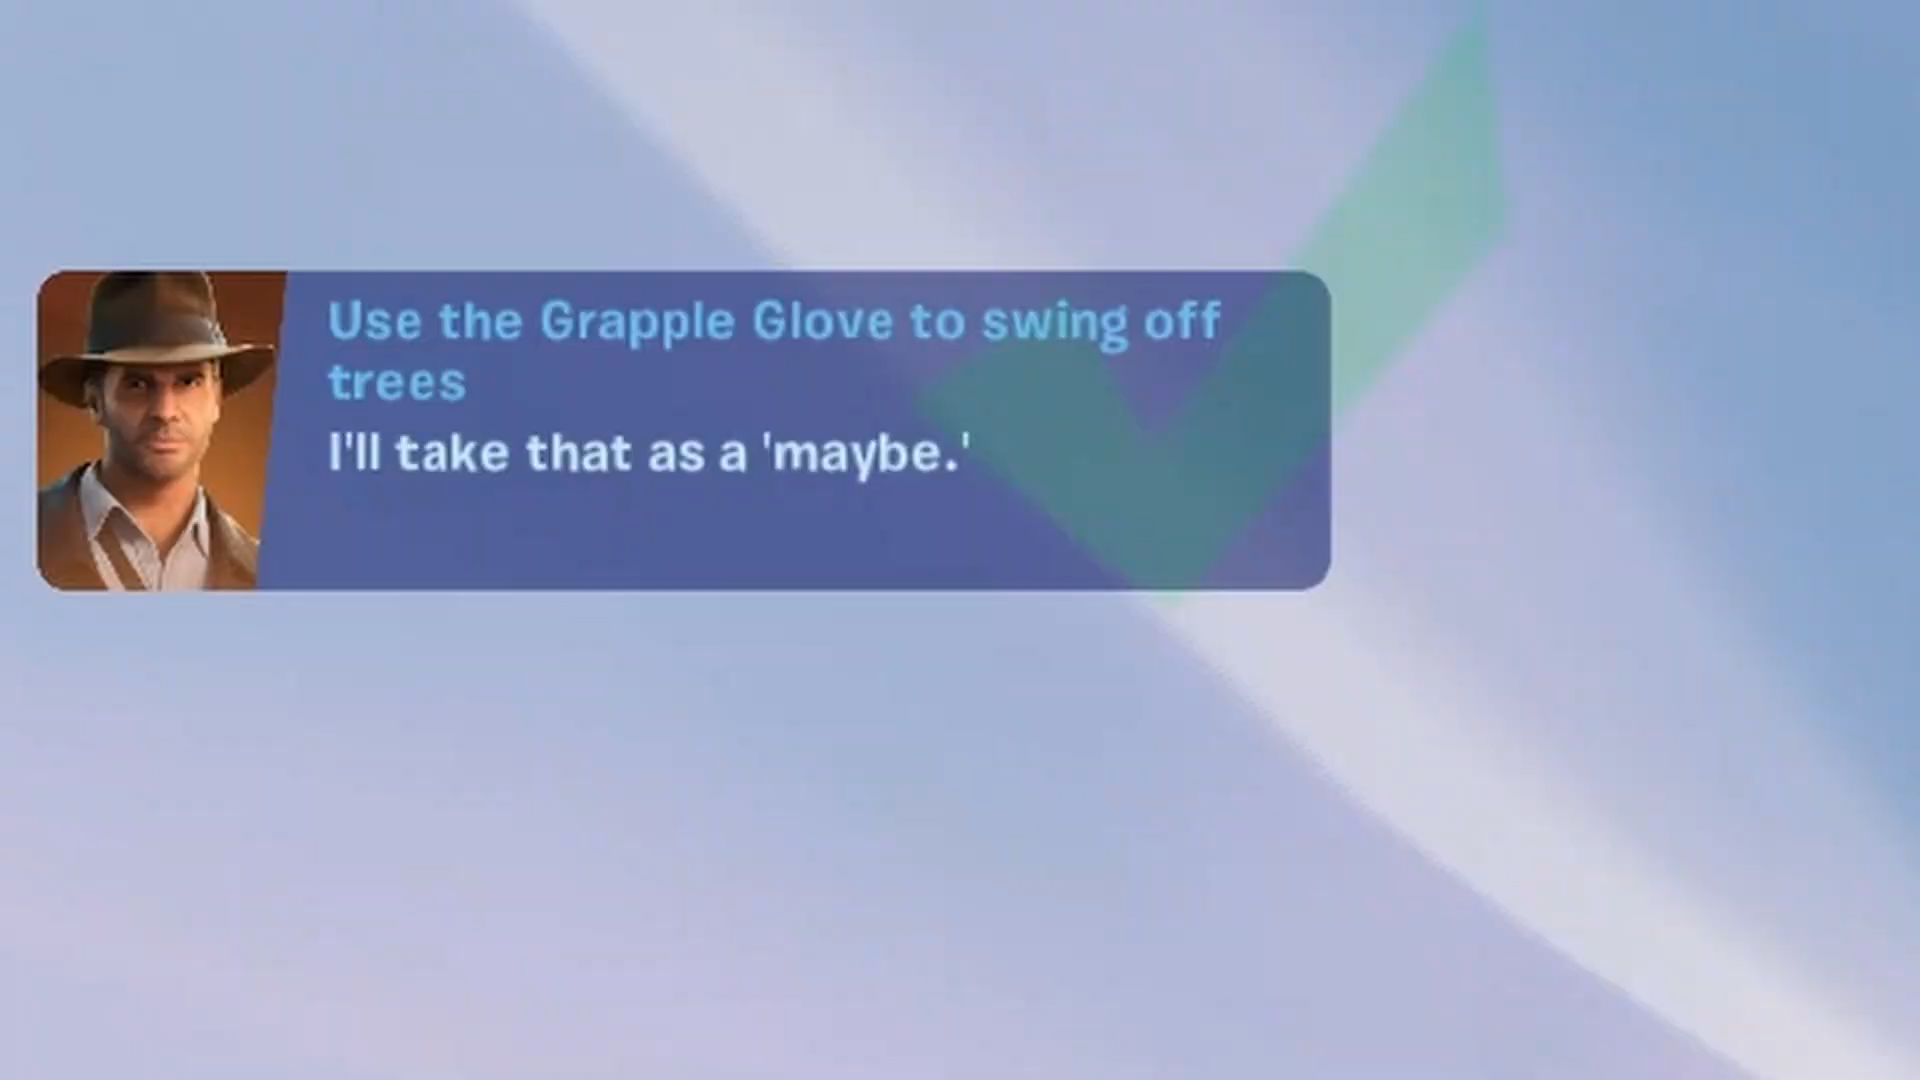 Use the Grapple Glove to swing off
trees
I'll take that as a 'maybe.'